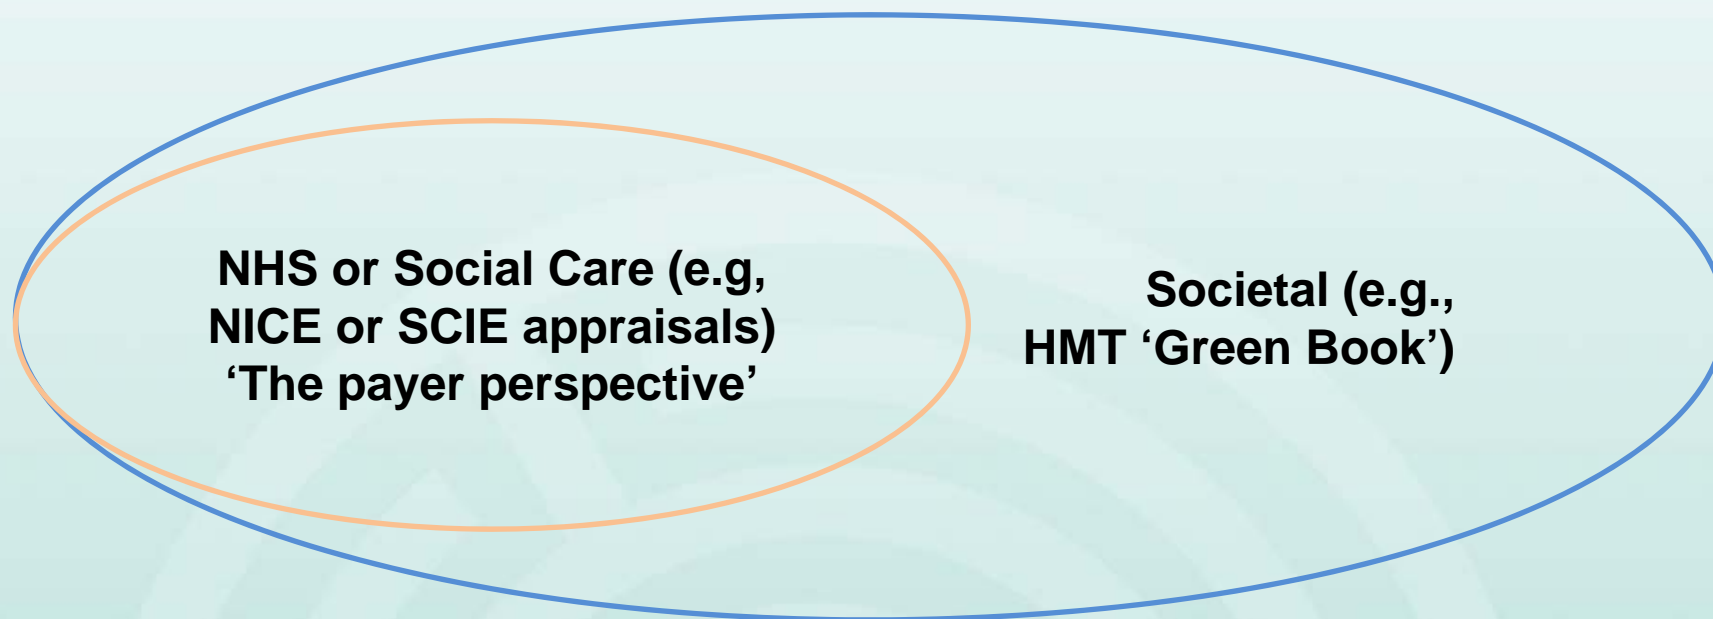 NHS or Social Care (e.g,
NICE or SCIE appraisals)
‘The payer perspective’
Societal (e.g.,
HMT ‘Green Book’)